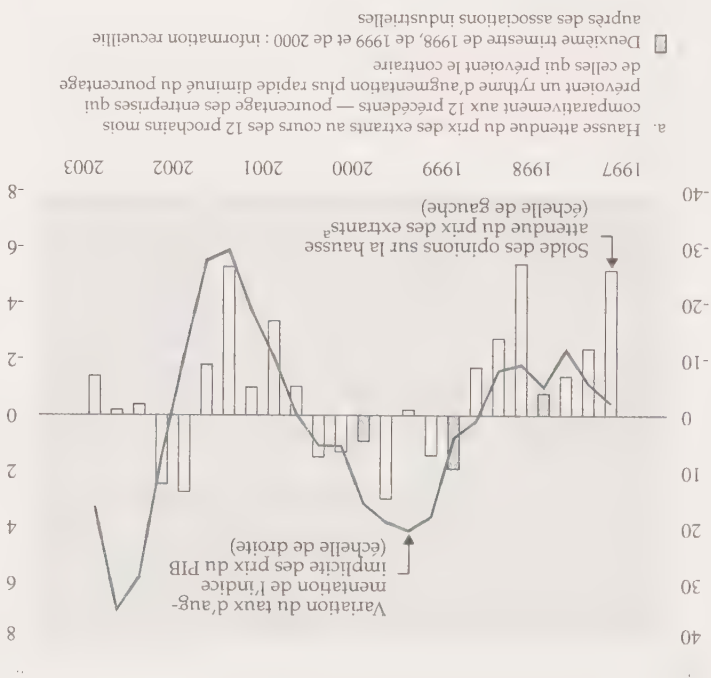 40 8
Variation du taux d'aug-
mentation de l'indice
implicite des prix du PIB
(échelle de droite)
30 6
20 4
10 2
0 0
-10 -2
-20 -4
-30 -6
Solde des opinions sur la hausse
attendue du prix des extrantsª
(échelle de gauche)
-40 -8
1997 1998 1999 2000 2001 2002 2003
a. Hausse attendue du prix des extrants au cours des 12 prochains mois
comparativement aux 12 précédents — pourcentage des entreprises qui
prévoient un rythme d'augmentation plus rapide diminué du pourcentage
de celles qui prévoient le contraire
Deuxième trimestre de 1998, de 1999 et de 2000 : information recueillie
auprès des associations industrielles